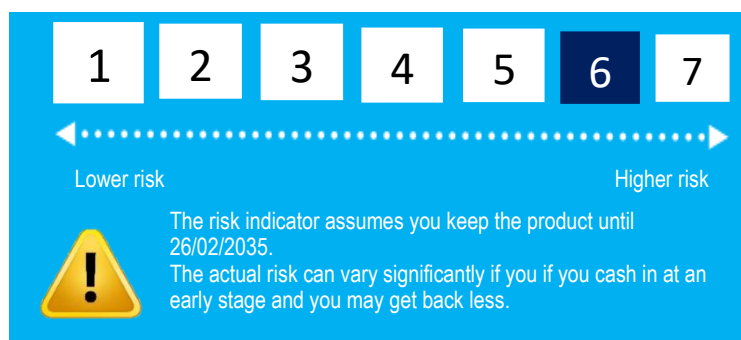 1 2 3 4 5 6 7
Lower risk Higher risk
The risk indicator assumes you keep the product until
26/02/2035.
The actual risk can vary significantly if you if you cash in at an
early stage and you may get back less.